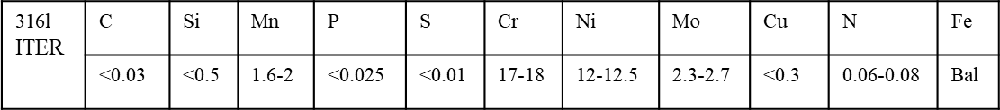 316l C Si Mn P S Cr Ni Mo Cu N Fe
ITER
<0.03 <0.5 1.6-2 <0.025 <0.01 17-18 12-12.5 2.3-2.7 <0.3 0.06-0.08 Bal